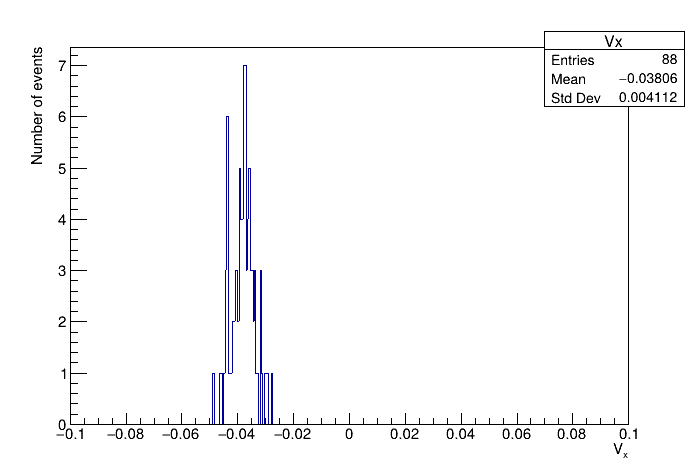 Vx
Entries 88
Mean −0.03806
Std Dev 0.004112
Number of events
7
6
5
4
3
2
1
0
−0.1 −0.08 −0.06 −0.04 −0.02 0 0.02 0.04 0.06 0.08 0.1
Vx